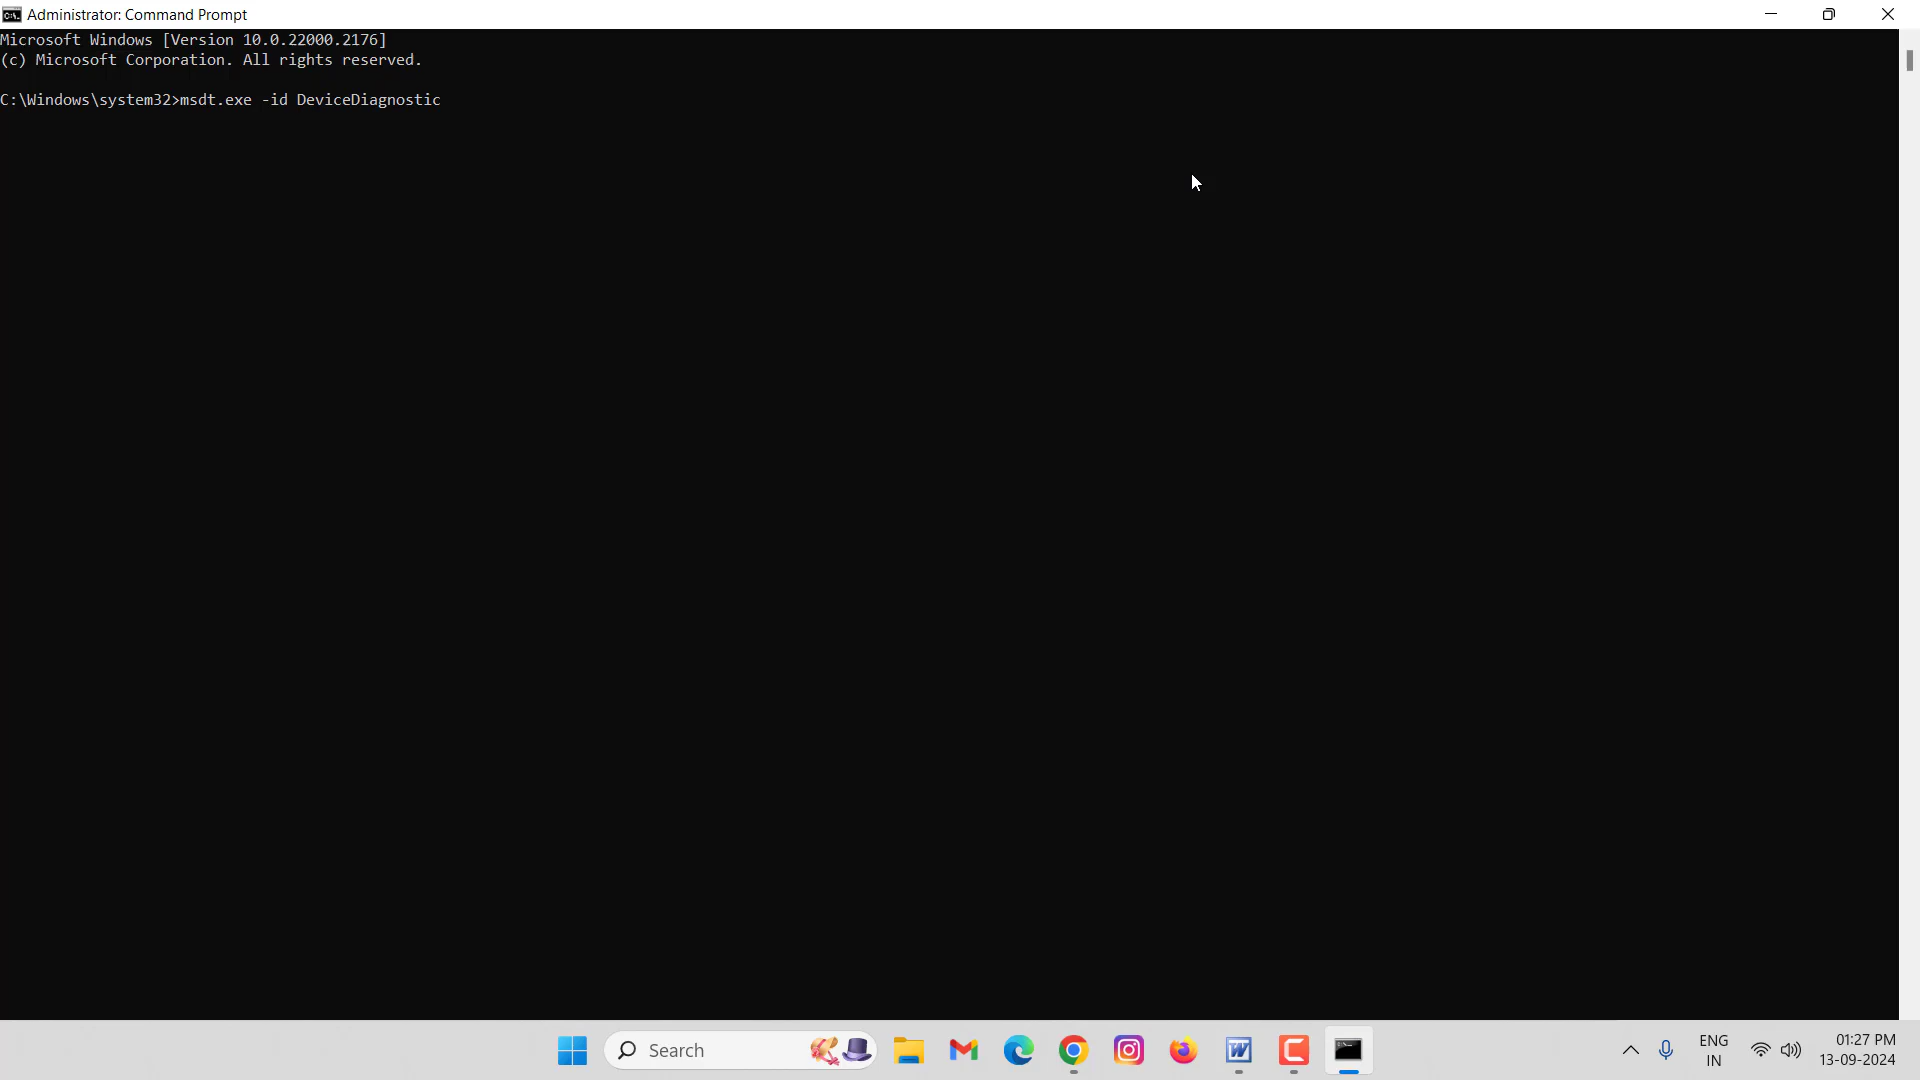 Administrator: Command Prompt
Microsoft Windows [Version 10.0.22000.2176]
(c) Microsoft Corporation. All rights reserved.
C:\Windows\system32>msdt.exe -id DeviceDiagnostic
Search
ENG
IN
01:27 PM
13-09-2024